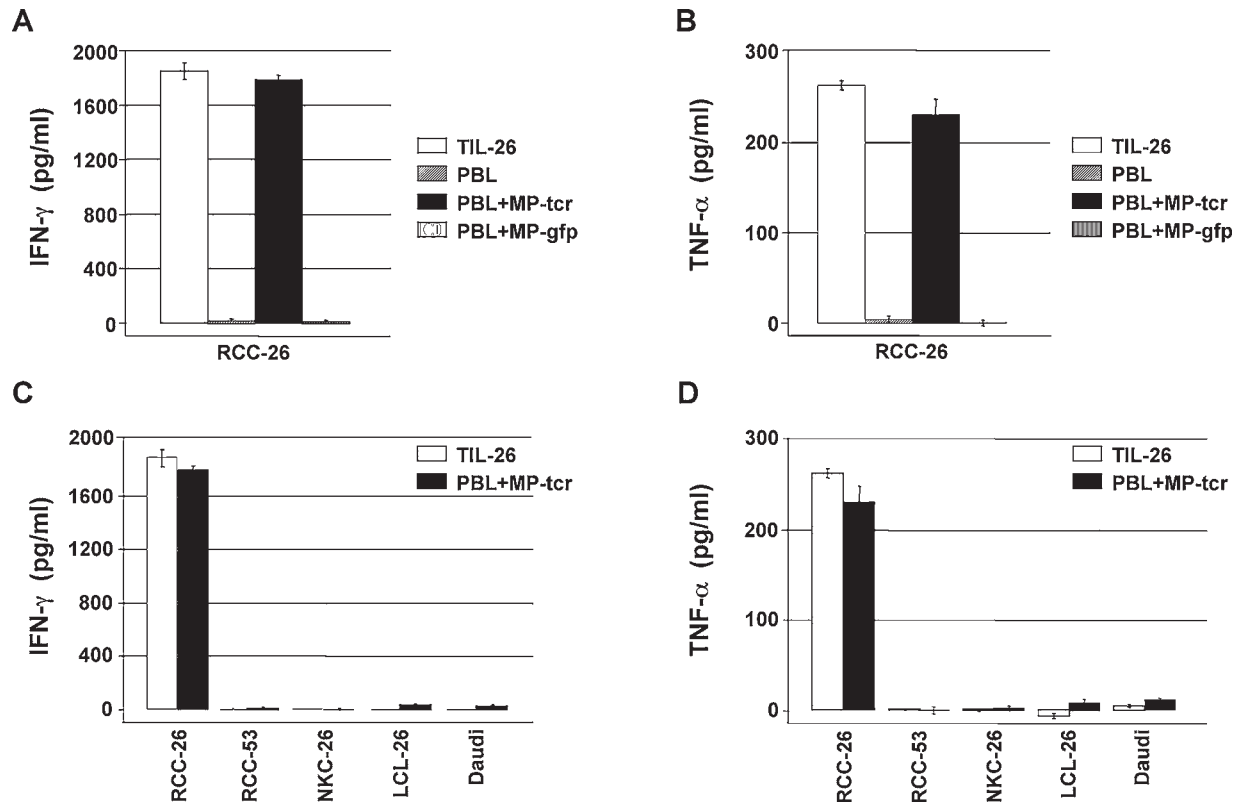 A
IFN-γ (pg/ml)
2000
1600
1200
800
400
0
RCC-26
TIL-26
PBL
PBL+MP-tcr
PBL+MP-gfp
B
TNF-α (pg/ml)
300
200
100
0
RCC-26
TIL-26
PBL
PBL+MP-tcr
PBL+MP-gfp
C
IFN-γ (pg/ml)
2000
1600
1200
800
400
0
TIL-26
PBL+MP-tcr
RCC-26
RCC-53
NKC-26
LCL-26
Daudi
D
TNF-α (pg/ml)
300
200
100
0
TIL-26
PBL+MP-tcr
RCC-26
RCC-53
NKC-26
LCL-26
Daudi